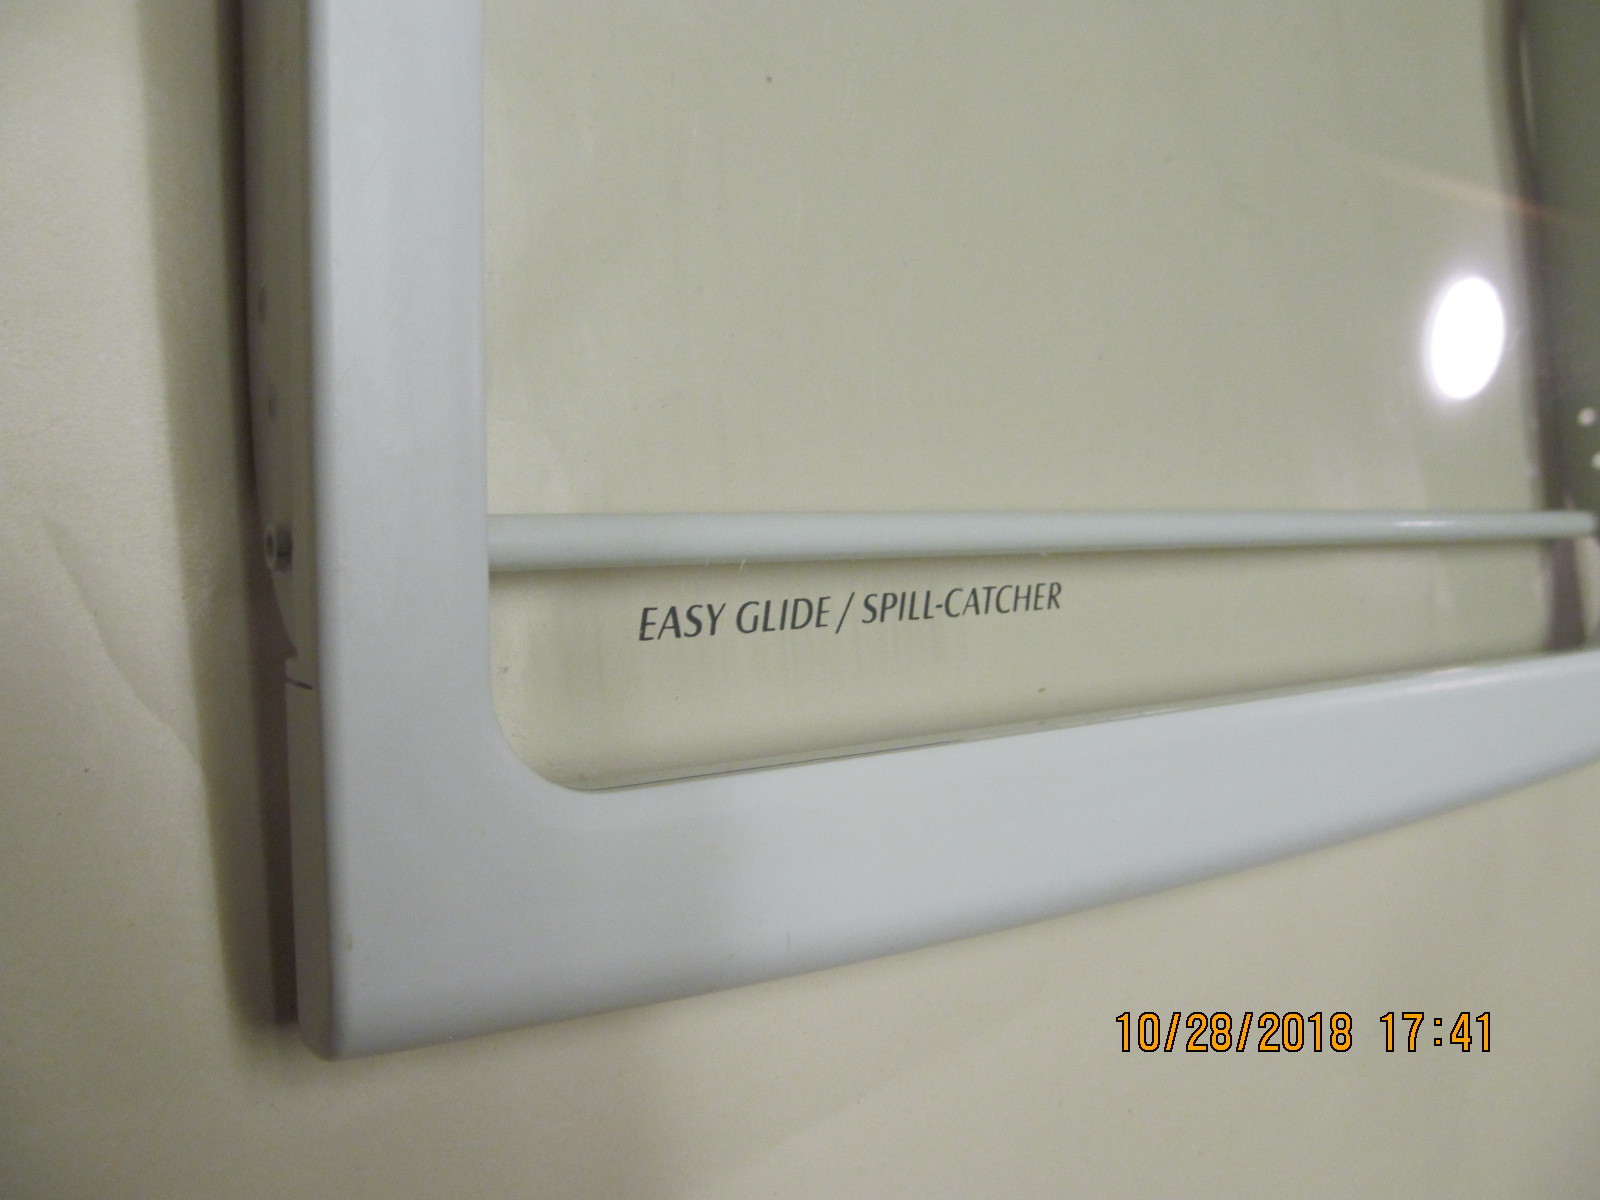 EASY GLIDE / SPILL-CATCHER
10/28/2018 17:41